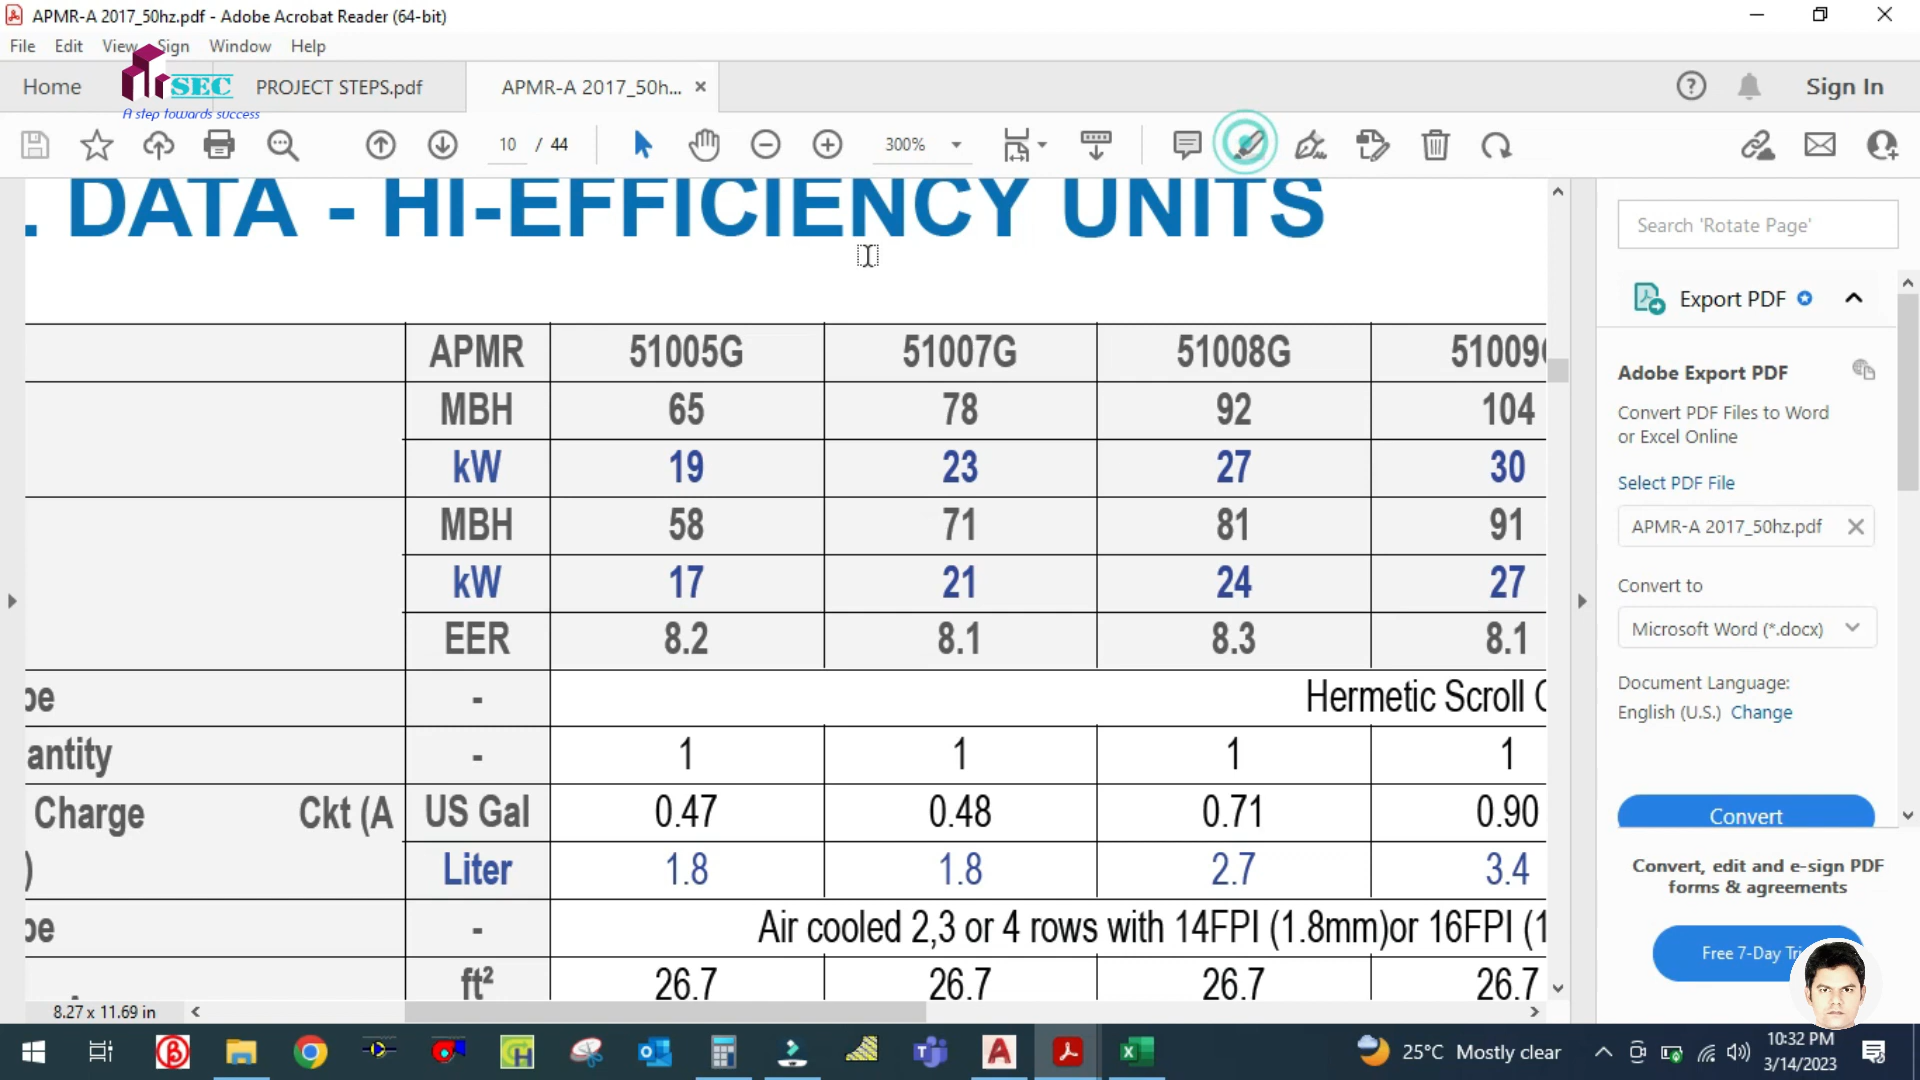 APMR-A 2017_50hz.pdf - Adobe Acrobat Reader (64-bit)
File Edit View Sign Window Help
Home
SEC
A step towards success
PROJECT STEPS.pdf
APMR-A 2017_50h...
Sign In
10 / 44
300%
. DATA - HI-EFFICIENCY UNITS
APMR 51005G 51007G 51008G 51009
MBH 65 78 92 104
kW 19 23 27 30
MBH 58 71 81 91
kW 17 21 24 27
EER 8.2 8.1 8.3 8.1
pe - Hermetic Scroll
antity - 1 1 1 1
Charge Ckt (A US Gal 0.47 0.48 0.71 0.90
) Liter 1.8 1.8 2.7 3.4
pe - Air cooled 2,3 or 4 rows with 14FPI (1.8mm)or 16FPI (1
ft² 26.7 26.7 26.7 26.7
8.27 x 11.69 in
Search 'Rotate Page'
Export PDF
Adobe Export PDF
Convert PDF Files to Word
or Excel Online
Select PDF File
APMR-A 2017_50hz.pdf
Convert to
Microsoft Word (*.docx)
Document Language:
English (U.S.) Change
Convert
Convert, edit and e-sign PDF
forms & agreements
Free 7-Day Tri
25°C Mostly clear
10:32 PM
3/14/2023